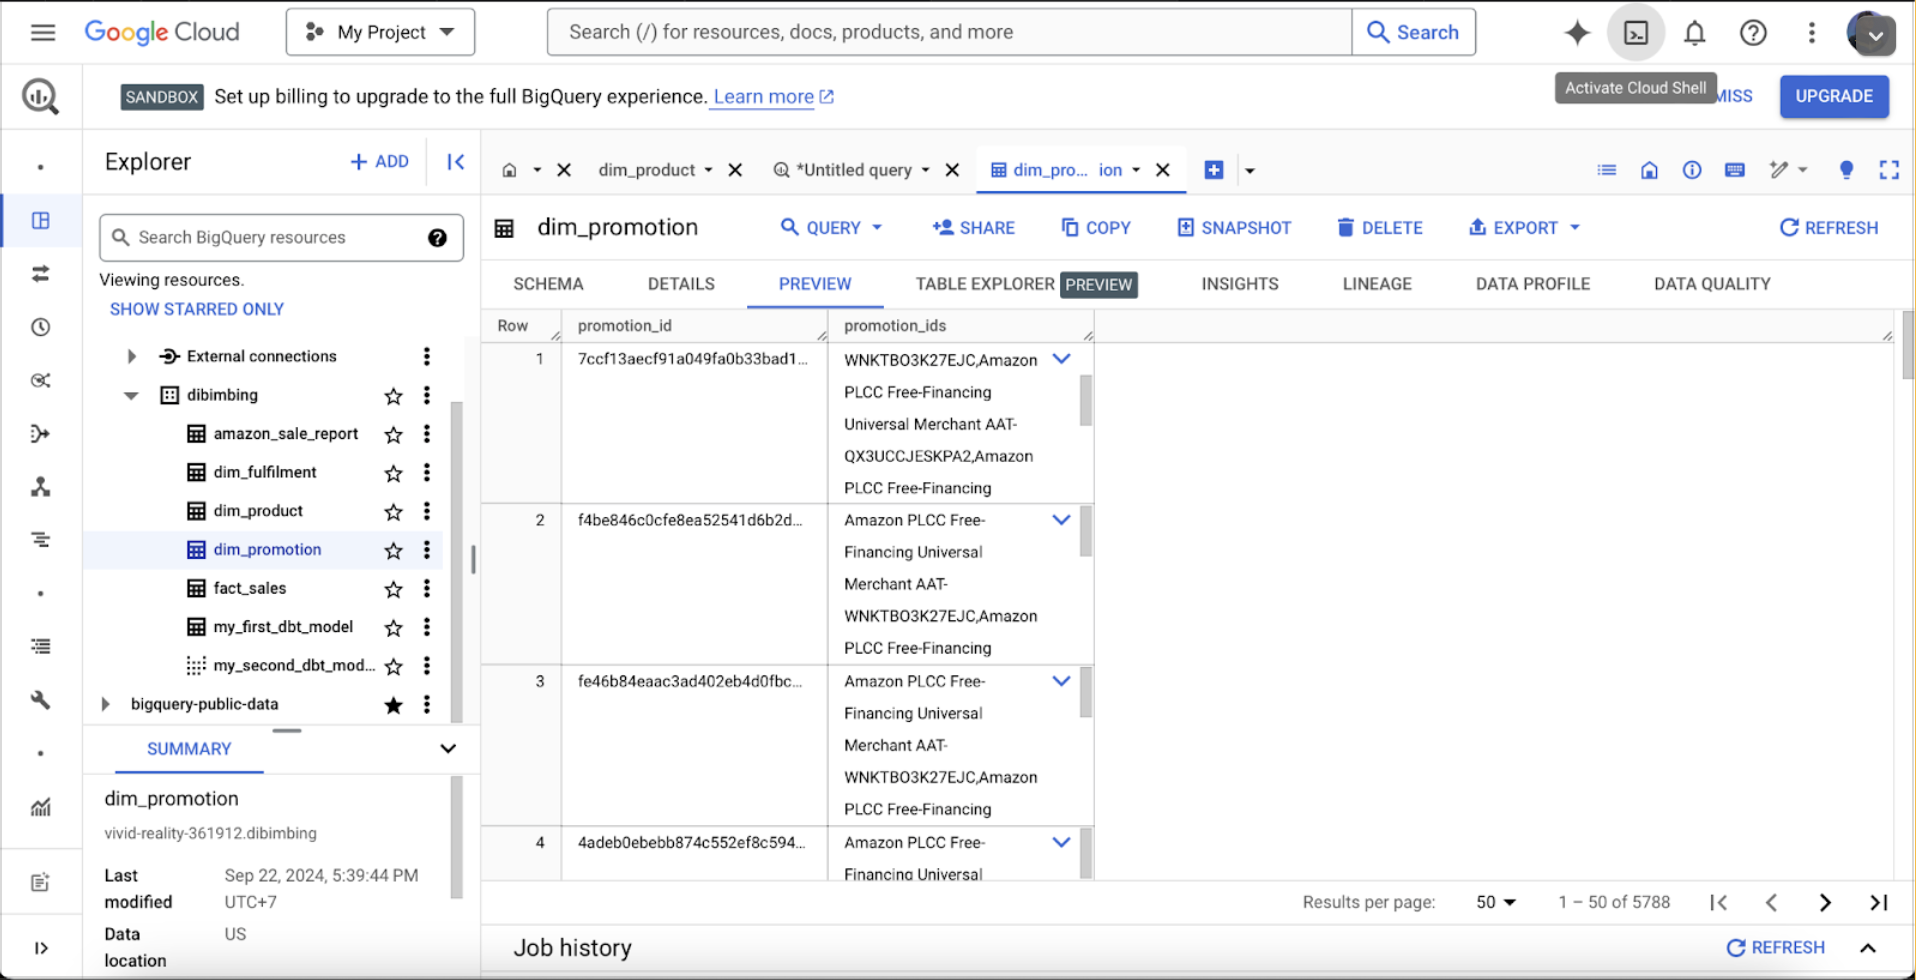 Google Cloud
My Project
Search (/) for resources, docs, products, and more
Search
SANDBOX Set up billing to upgrade to the full BigQuery experience. Learn more
Activate Cloud Shell
MISS
UPGRADE
Explorer
+ ADD
dim_product
*Untitled query
dim_pro... ion
Search BigQuery resources
Viewing resources.
SHOW STARRED ONLY
External connections
dibimbing
amazon_sale_report
dim_fulfilment
dim_product
dim_promotion
fact_sales
my_first_dbt_model
my_second_dbt_mod...
bigquery-public-data
SUMMARY
dim_promotion
vivid-reality-361912.dibimbing
Last modified Sep 22, 2024, 5:39:44 PM UTC+7
Data location US
dim_promotion
QUERY
SHARE
COPY
SNAPSHOT
DELETE
EXPORT
REFRESH
SCHEMA
DETAILS
PREVIEW
TABLE EXPLORER PREVIEW
INSIGHTS
LINEAGE
DATA PROFILE
DATA QUALITY
Row promotion_id promotion_ids
1 7ccf13aecf91a049fa0b33bad1... WNKTBO3K27EJC,Amazon
PLCC Free-Financing
Universal Merchant AAT-
QX3UCCJESKPA2,Amazon
PLCC Free-Financing
2 f4be846c0cfe8ea52541d6b2d... Amazon PLCC Free-
Financing Universal
Merchant AAT-
WNKTBO3K27EJC,Amazon
PLCC Free-Financing
3 fe46b84eaac3ad402eb4d0fbc... Amazon PLCC Free-
Financing Universal
Merchant AAT-
WNKTBO3K27EJC,Amazon
PLCC Free-Financing
4 4adeb0ebebb874c552ef8c594... Amazon PLCC Free-
Financing Universal
Results per page: 50 1 – 50 of 5788
Job history
REFRESH